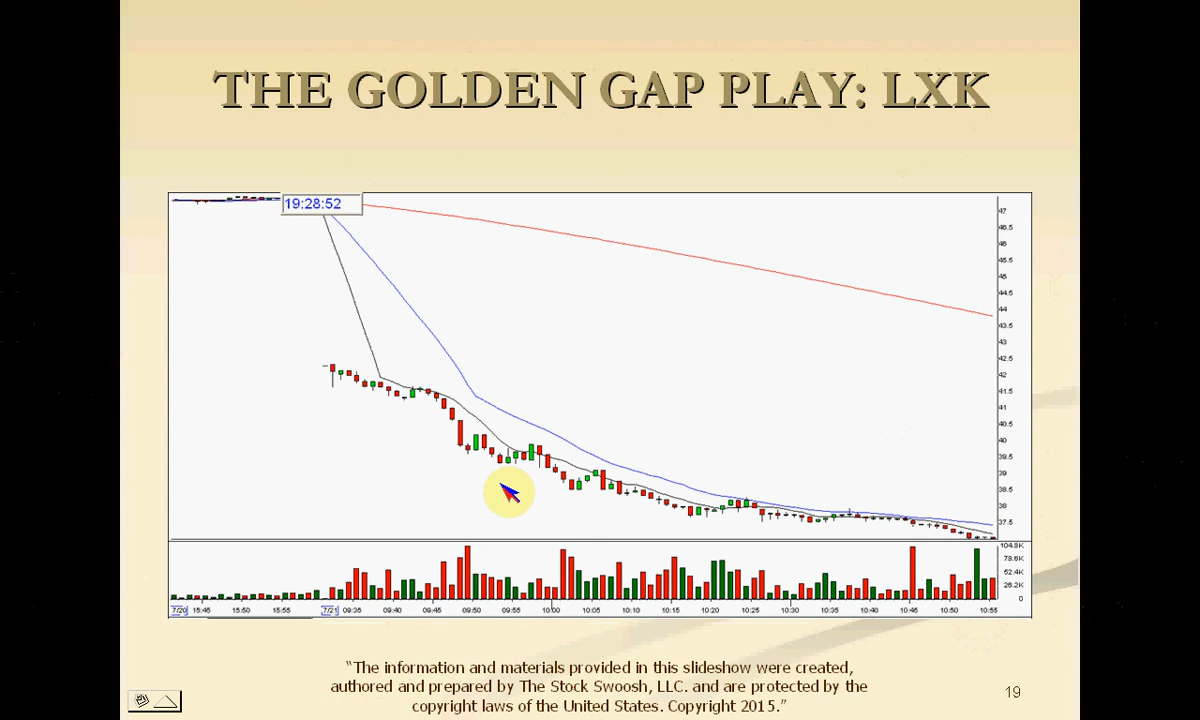 THE GOLDEN GAP PLAY: LXK
19:28:52
47
46.5
46
45.5
45
44.5
44
43.5
43
42.5
42
41.5
41
40.5
40
39.5
39
38.5
38
37.5
104.9K
78.6K
52.4K
26.2K
0
7/20 15:45 15:50 15:55 7/21 09:35 09:40 09:45 09:50 09:55 10:00 10:05 10:10 10:15 10:20 10:25 10:30 10:35 10:40 10:45 10:50 10:55
"The information and materials provided in this slideshow were created,
authored and prepared by The Stock Swoosh, LLC. and are protected by the
copyright laws of the United States. Copyright 2015."
19